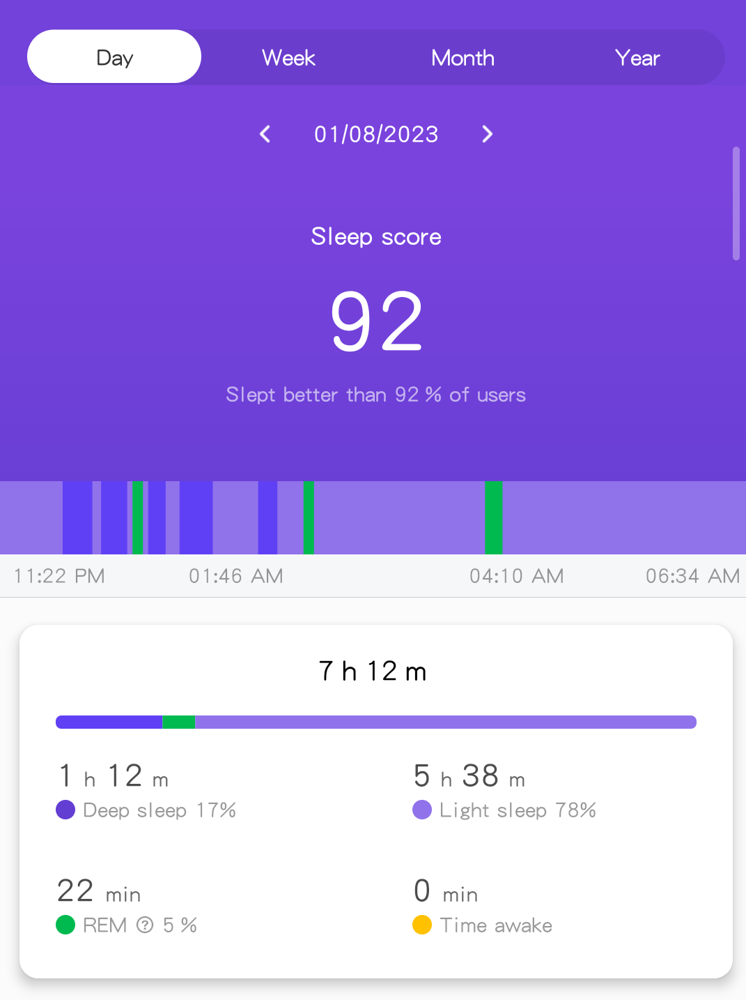 Day Week Month Year
01/08/2023
Sleep score
92
Slept better than 92 % of users
11:22 PM 01:46 AM 04:10 AM 06:34 AM
7 h 12 m
1 h 12 m 5 h 38 m
Deep sleep 17% Light sleep 78%
22 min 0 min
REM ? 5 % Time awake